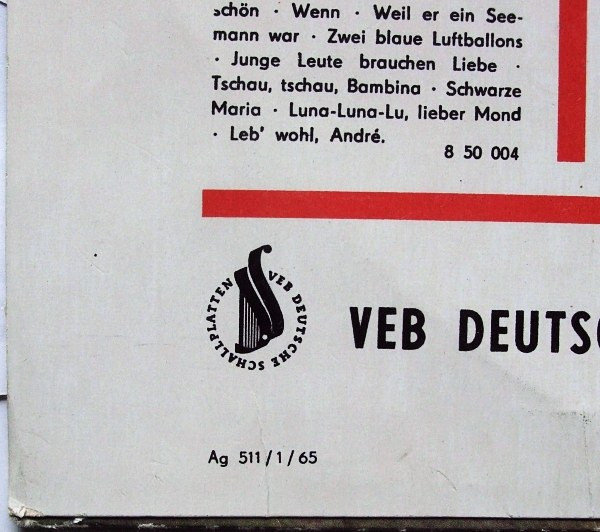 schön · Wenn · Weil er ein See-
mann war · Zwei blaue Luftballons
· Junge Leute brauchen Liebe ·
Tschau, tschau, Bambina · Schwarze
Maria · Luna-Luna-Lu, lieber Mond
· Leb' wohl, André.
8 50 004
VEB DEUTSCHE SCHALLPLATTEN
VEB DEUTSC
Ag 511/1/65